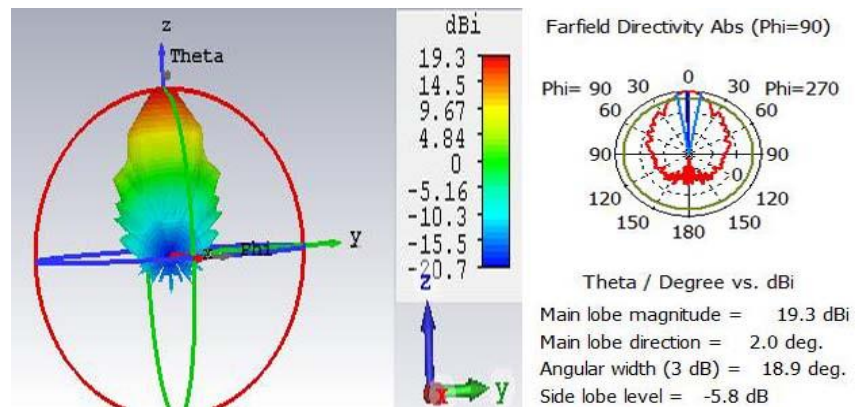 z
Theta
y
x
Phi
dBi
19.3
14.5
9.67
4.84
0
-5.16
-10.3
-15.5
-20.7
z
x
y
Farfield Directivity Abs (Phi=90)
Phi= 90 30 0 30 Phi=270
60 60
90 0 90
120 120
150 180 150
Theta / Degree vs. dBi
Main lobe magnitude = 19.3 dBi
Main lobe direction = 2.0 deg.
Angular width (3 dB) = 18.9 deg.
Side lobe level = -5.8 dB